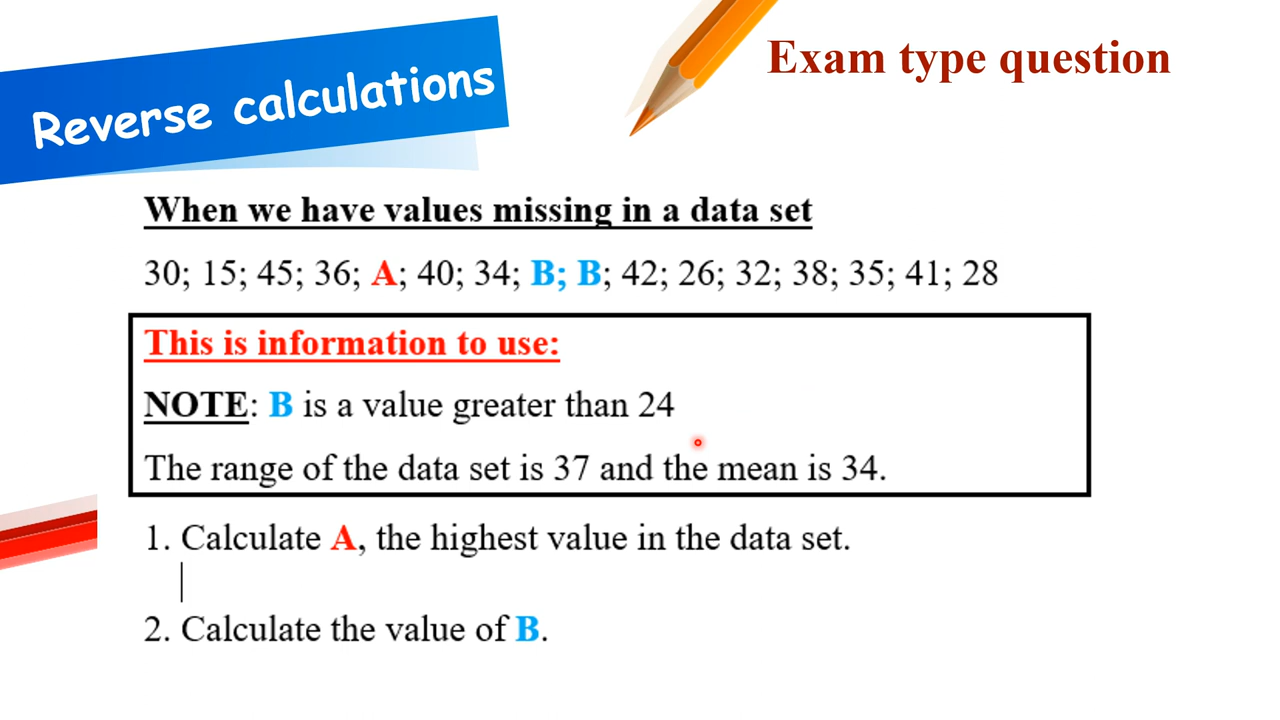 Reverse calculations
Exam type question
When we have values missing in a data set
30; 15; 45; 36; A; 40; 34; B; B; 42; 26; 32; 38; 35; 41; 28
This is information to use:
NOTE: B is a value greater than 24
The range of the data set is 37 and the mean is 34.
1. Calculate A, the highest value in the data set.
2. Calculate the value of B.